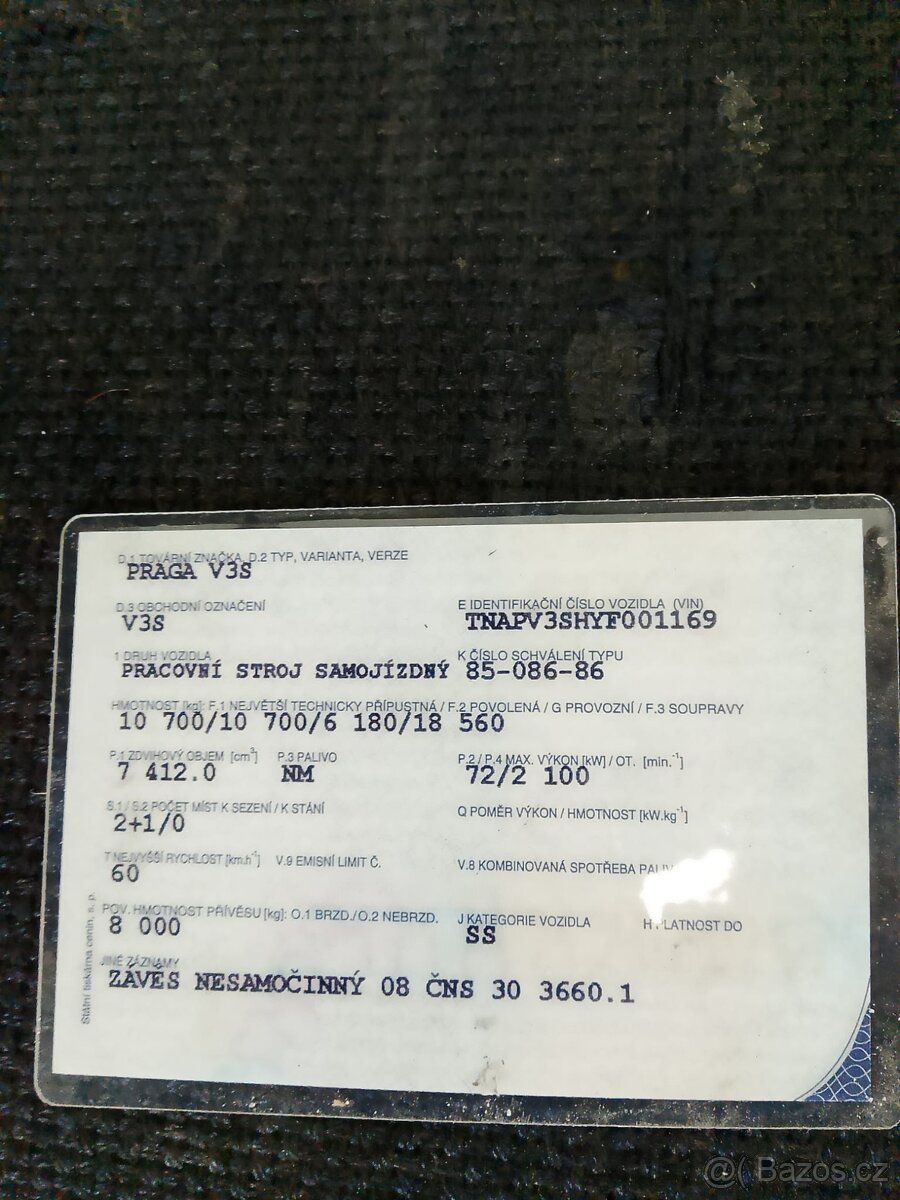 D.1 TOVÁRNÍ ZNAČKA, D.2 TYP, VARIANTA, VERZE
PRAGA V3S
D.3 OBCHODNÍ OZNAČENÍ E IDENTIFIKAČNÍ ČÍSLO VOZIDLA (VIN)
V3S TNAPV3SHYF001169
1 DRUH VOZIDLA K ČÍSLO SCHVÁLENÍ TYPU
PRACOVNÍ STROJ SAMOJÍZDNÝ 85-086-86
HMOTNOST [kg]: F.1 NEJVĚTŠÍ TECHNICKY PŘÍPUSTNÁ / F.2 POVOLENÁ / G PROVOZNÍ / F.3 SOUPRAVY
10 700/10 700/6 180/18 560
P.1 ZDVIHOVÝ OBJEM [cm³] P.3 PALIVO P.2 / P.4 MAX. VÝKON [kW] / OT. [min.⁻¹]
7 412.0 NM 72/2 100
S.1 / S.2 POČET MÍST K SEZENÍ / K STÁNÍ Q POMĚR VÝKON / HMOTNOST [kW.kg⁻¹]
2+1/0
T NEJVYŠŠÍ RYCHLOST [km.h⁻¹] V.9 EMISNÍ LIMIT Č. V.8 KOMBINOVANÁ SPOTŘEBA
60
POV. HMOTNOST PŘÍVĚSU [kg]: O.1 BRZD./O.2 NEBRZD. J KATEGORIE VOZIDLA H PLATNOST DO
8 000 SS
JINÉ ZÁZNAMY
ZÁVĚS NESAMOČINNÝ 08 ČNS 30 3660.1
Státní tiskárna cenin, s. p.
@( Bazoš.cz